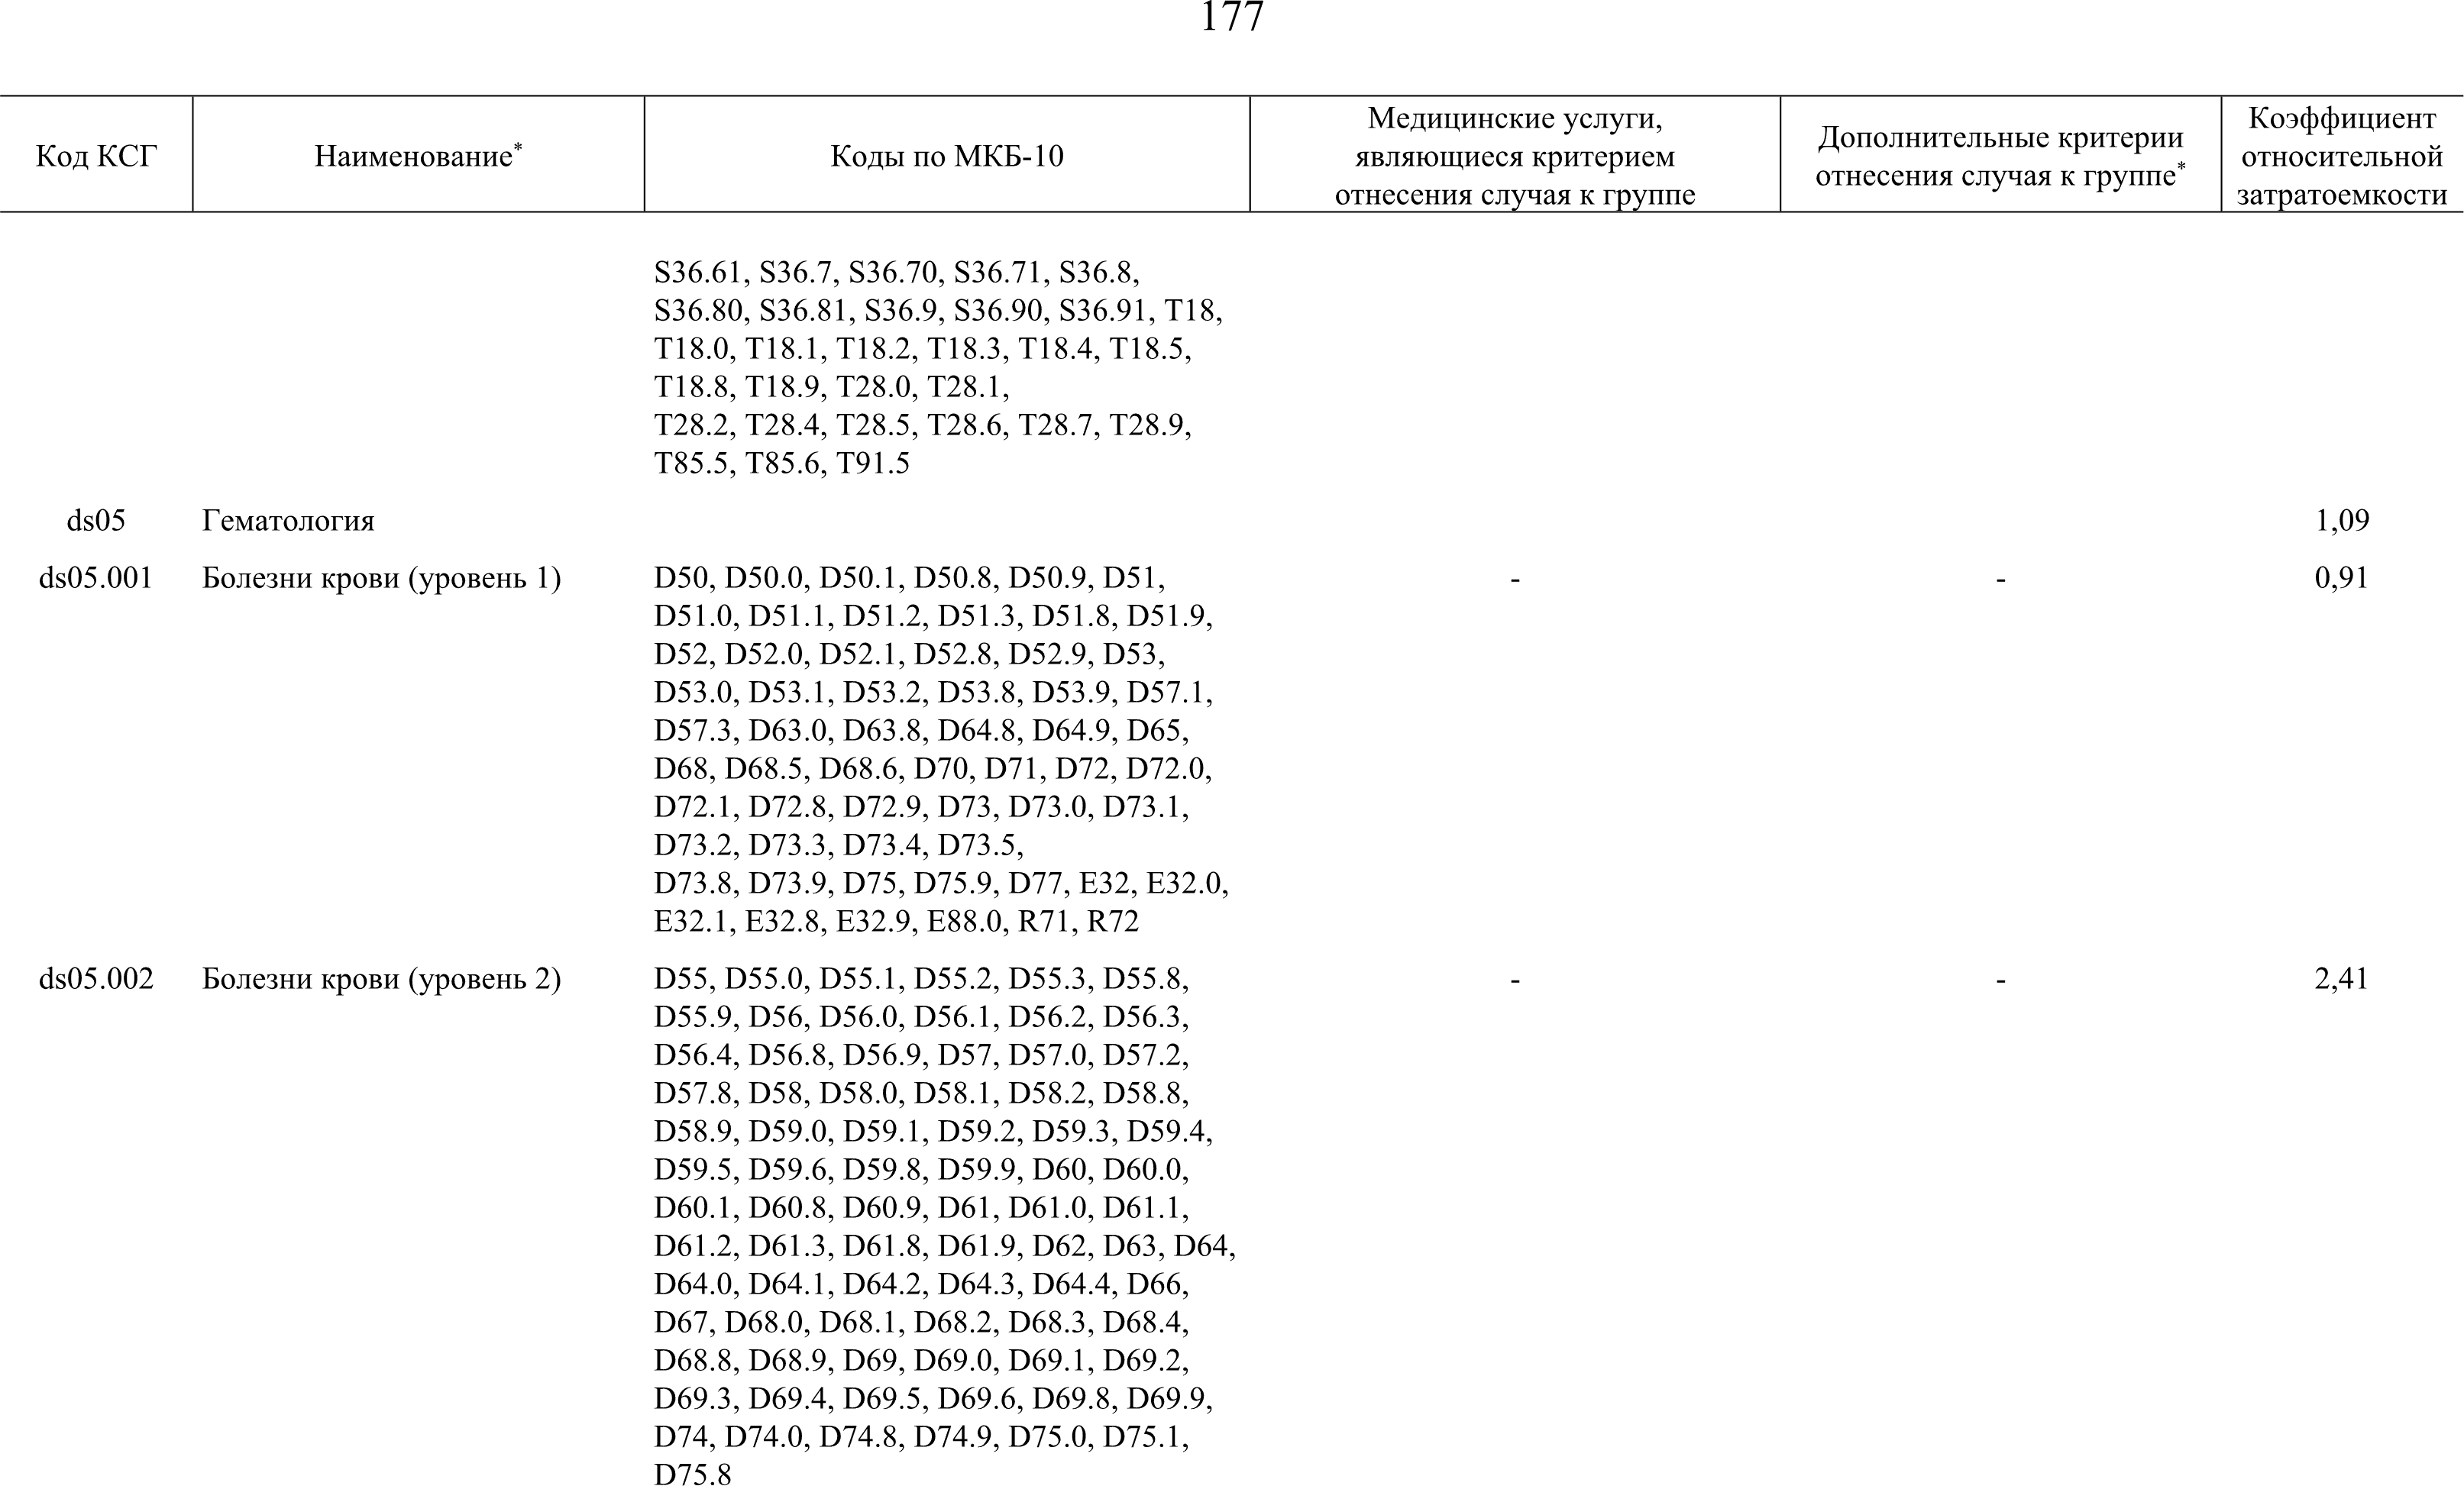 177
Код КСГ
Наименование*
Коды по МКБ-10
Медицинские услуги,
являющиеся критерием
отнесения случая к группе
Дополнительные критерии
отнесения случая к группе*
Коэффициент
относительной
затратоемкости
S36.61, S36.7, S36.70, S36.71, S36.8,
S36.80, S36.81, S36.9, S36.90, S36.91, T18,
T18.0, T18.1, T18.2, T18.3, T18.4, T18.5,
T18.8, T18.9, T28.0, T28.1,
T28.2, T28.4, T28.5, T28.6, T28.7, T28.9,
T85.5, T85.6, T91.5
ds05 Гематология 1,09
ds05.001 Болезни крови (уровень 1) D50, D50.0, D50.1, D50.8, D50.9, D51, - - 0,91
D51.0, D51.1, D51.2, D51.3, D51.8, D51.9,
D52, D52.0, D52.1, D52.8, D52.9, D53,
D53.0, D53.1, D53.2, D53.8, D53.9, D57.1,
D57.3, D63.0, D63.8, D64.8, D64.9, D65,
D68, D68.5, D68.6, D70, D71, D72, D72.0,
D72.1, D72.8, D72.9, D73, D73.0, D73.1,
D73.2, D73.3, D73.4, D73.5,
D73.8, D73.9, D75, D75.9, D77, E32, E32.0,
E32.1, E32.8, E32.9, E88.0, R71, R72
ds05.002 Болезни крови (уровень 2) D55, D55.0, D55.1, D55.2, D55.3, D55.8, - - 2,41
D55.9, D56, D56.0, D56.1, D56.2, D56.3,
D56.4, D56.8, D56.9, D57, D57.0, D57.2,
D57.8, D58, D58.0, D58.1, D58.2, D58.8,
D58.9, D59.0, D59.1, D59.2, D59.3, D59.4,
D59.5, D59.6, D59.8, D59.9, D60, D60.0,
D60.1, D60.8, D60.9, D61, D61.0, D61.1,
D61.2, D61.3, D61.8, D61.9, D62, D63, D64,
D64.0, D64.1, D64.2, D64.3, D64.4, D66,
D67, D68.0, D68.1, D68.2, D68.3, D68.4,
D68.8, D68.9, D69, D69.0, D69.1, D69.2,
D69.3, D69.4, D69.5, D69.6, D69.8, D69.9,
D74, D74.0, D74.8, D74.9, D75.0, D75.1,
D75.8